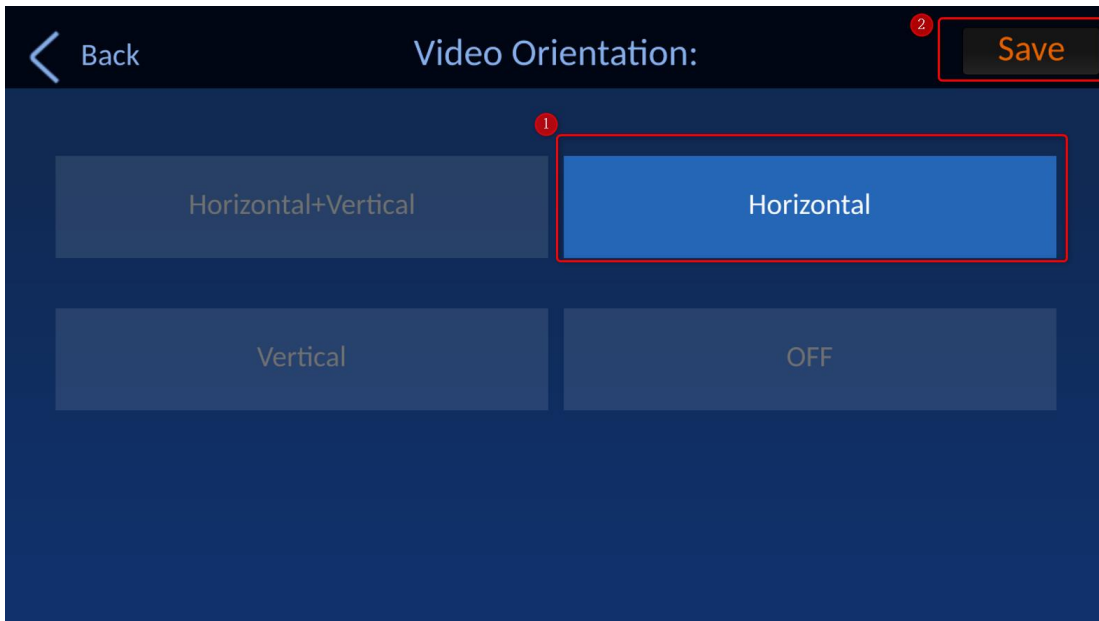 2
Back Video Orientation: Save
1
Horizontal+Vertical Horizontal
Vertical OFF